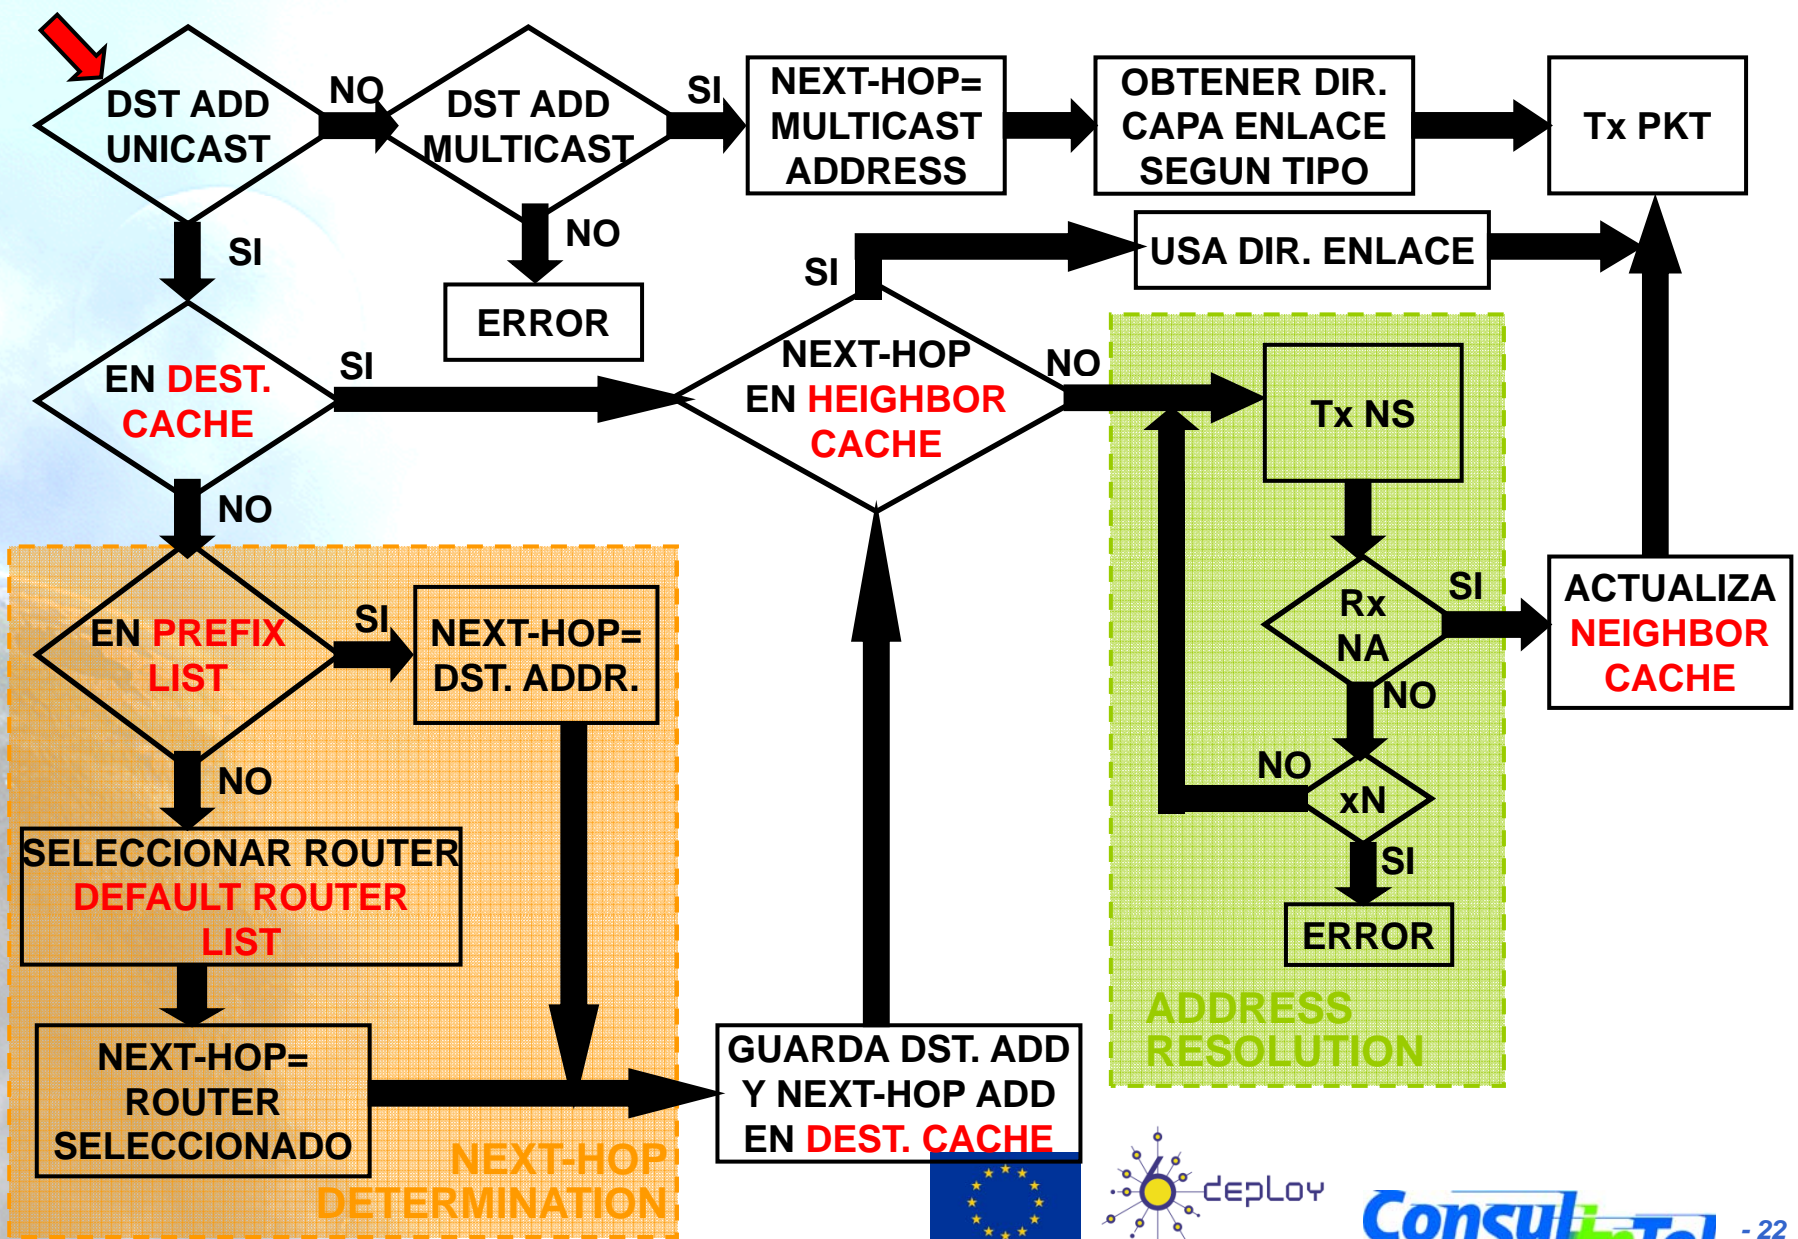 DST ADD
UNICAST
NO
DST ADD
MULTICAST
SI
NEXT-HOP=
MULTICAST
ADDRESS
OBTENER DIR.
CAPA ENLACE
SEGUN TIPO
Tx PKT
SI
NO
ERROR
SI
USA DIR. ENLACE
EN DEST.
CACHE
SI
NEXT-HOP
EN HEIGHBOR
CACHE
NO
Tx NS
NO
EN PREFIX
LIST
SI
NEXT-HOP=
DST. ADDR.
Rx
NA
SI
ACTUALIZA
NEIGHBOR
CACHE
NO
NO
xN
NO
SI
ERROR
SELECCIONAR ROUTER
DEFAULT ROUTER
LIST
NEXT-HOP=
ROUTER
SELECCIONADO
GUARDA DST. ADD
Y NEXT-HOP ADD
EN DEST. CACHE
ADDRESS
RESOLUTION
NEXT-HOP
DETERMINATION
6
deploy
ConsulinTel
- 22